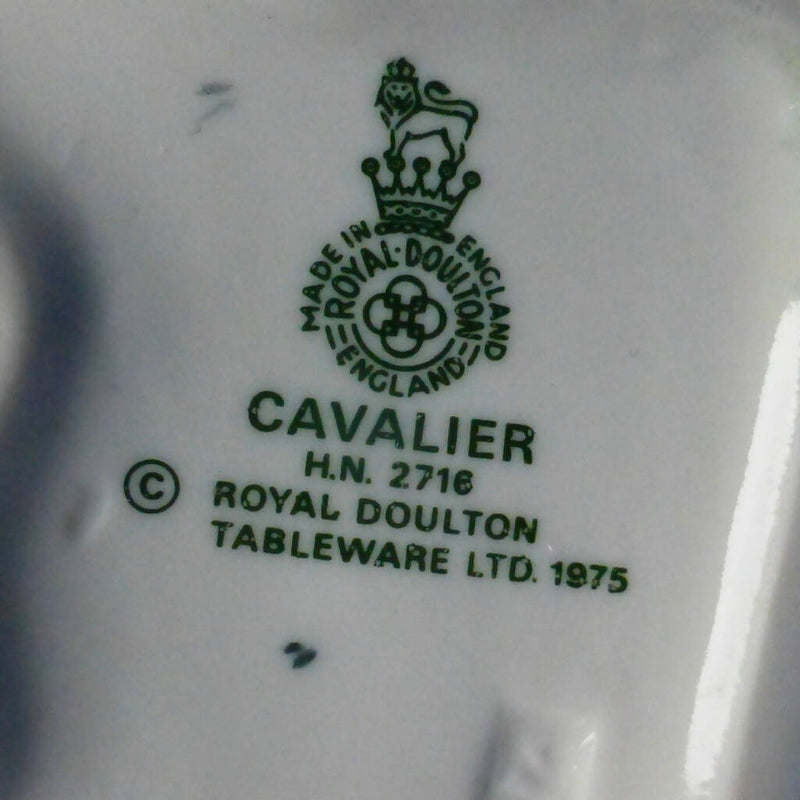 MADE IN ENGLAND
ROYAL·DOULTON
ENGLAND
CAVALIER
H.N. 2716
© ROYAL DOULTON
TABLEWARE LTD. 1975